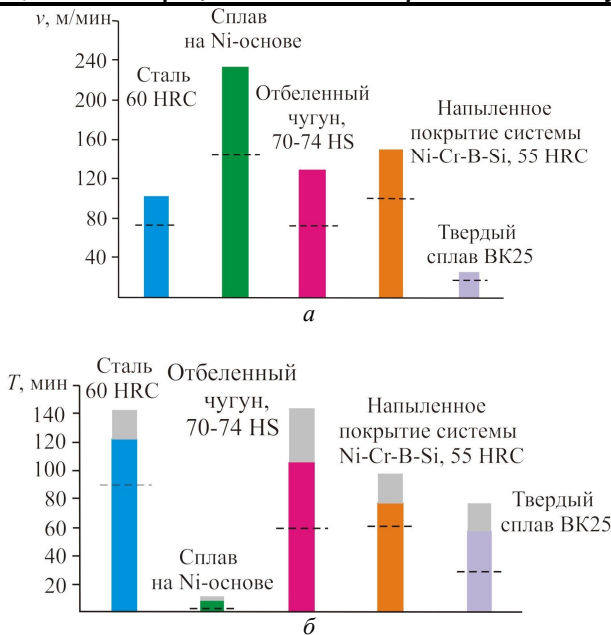 v, м/мин
Сплав
на Ni-основе
240
Сталь
60 HRC
200
Отбеленный
чугун,
70-74 HS
160
Напыленное
покрытие системы
Ni-Cr-B-Si, 55 HRC
120
80
Твердый
сплав ВК25
40
а
T, мин
Сталь
60 HRC
Отбеленный
чугун,
70-74 HS
140
Напыленное
покрытие системы
Ni-Cr-B-Si, 55 HRC
120
100
80
Твердый
сплав ВК25
60
Сплав
на Ni-основе
40
20
б